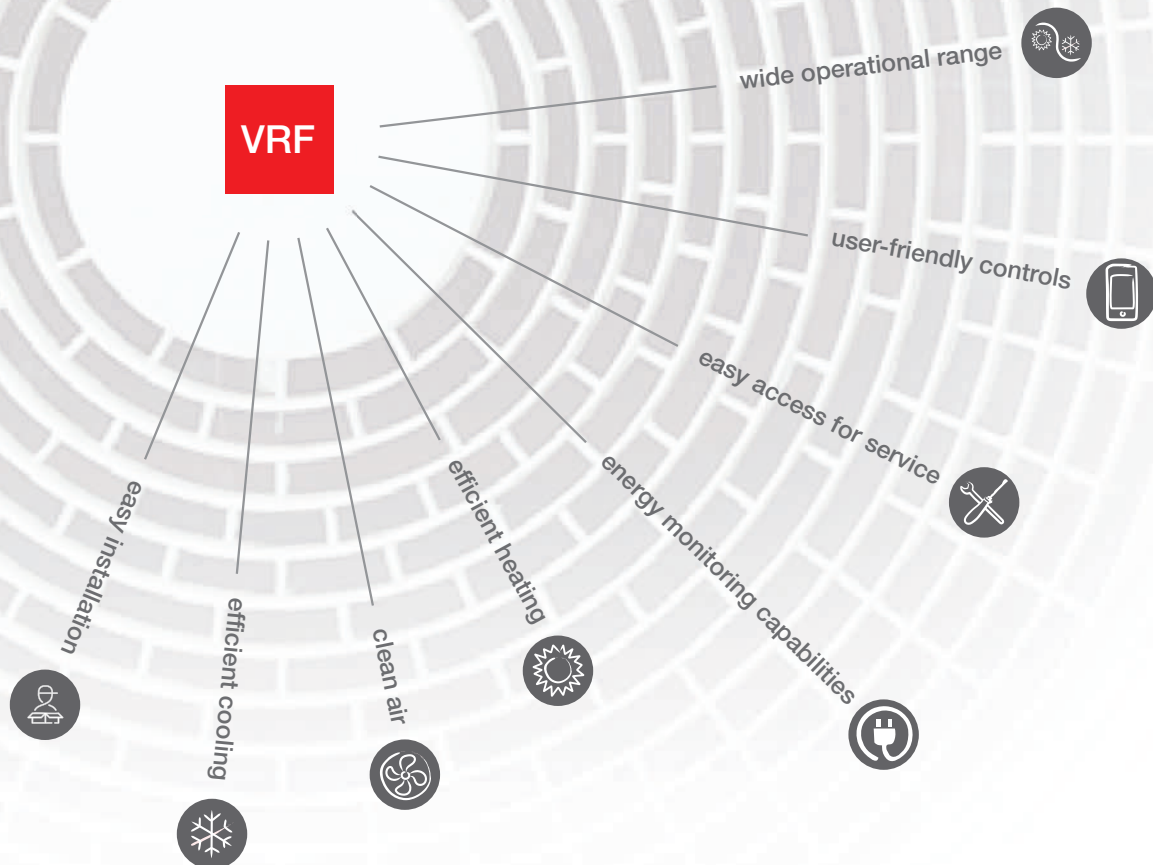 VRF
wide operational range
user-friendly controls
easy access for service
energy monitoring capabilities
efficient heating
clean air
efficient cooling
easy installation